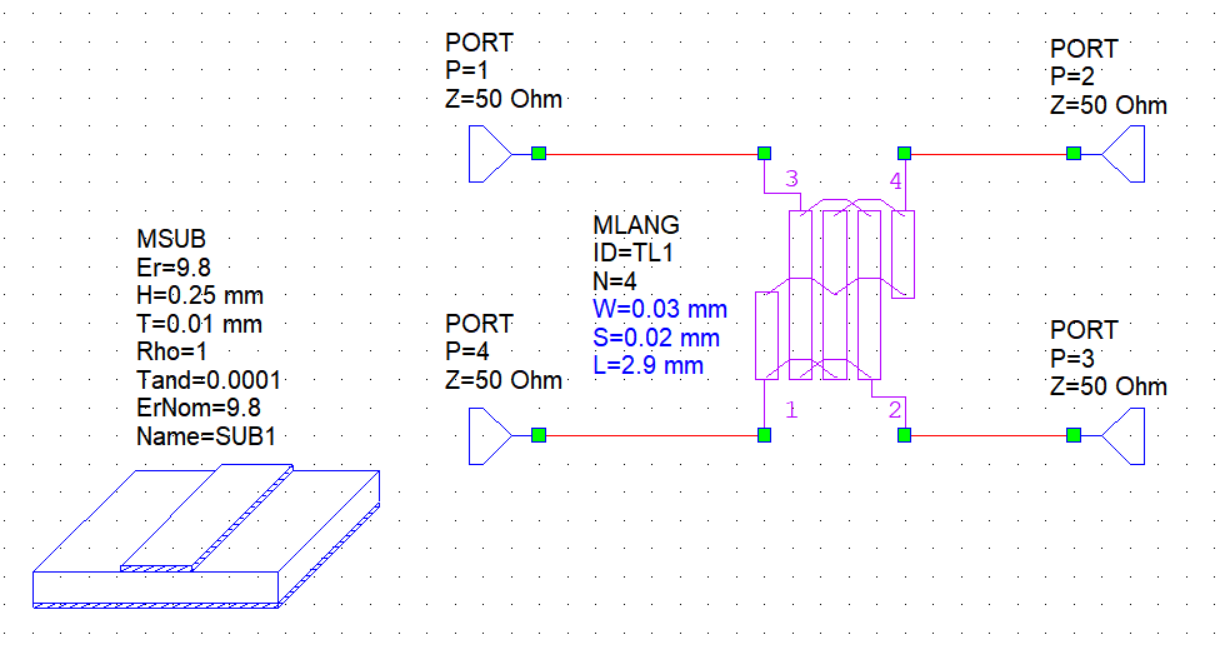 PORT
P=1
Z=50 Ohm
PORT
P=2
Z=50 Ohm
3
4
MLANG
ID=TL1
N=4
W=0.03 mm
S=0.02 mm
L=2.9 mm
MSUB
Er=9.8
H=0.25 mm
T=0.01 mm
Rho=1
Tand=0.0001
ErNom=9.8
Name=SUB1
PORT
P=4
Z=50 Ohm
PORT
P=3
Z=50 Ohm
1
2